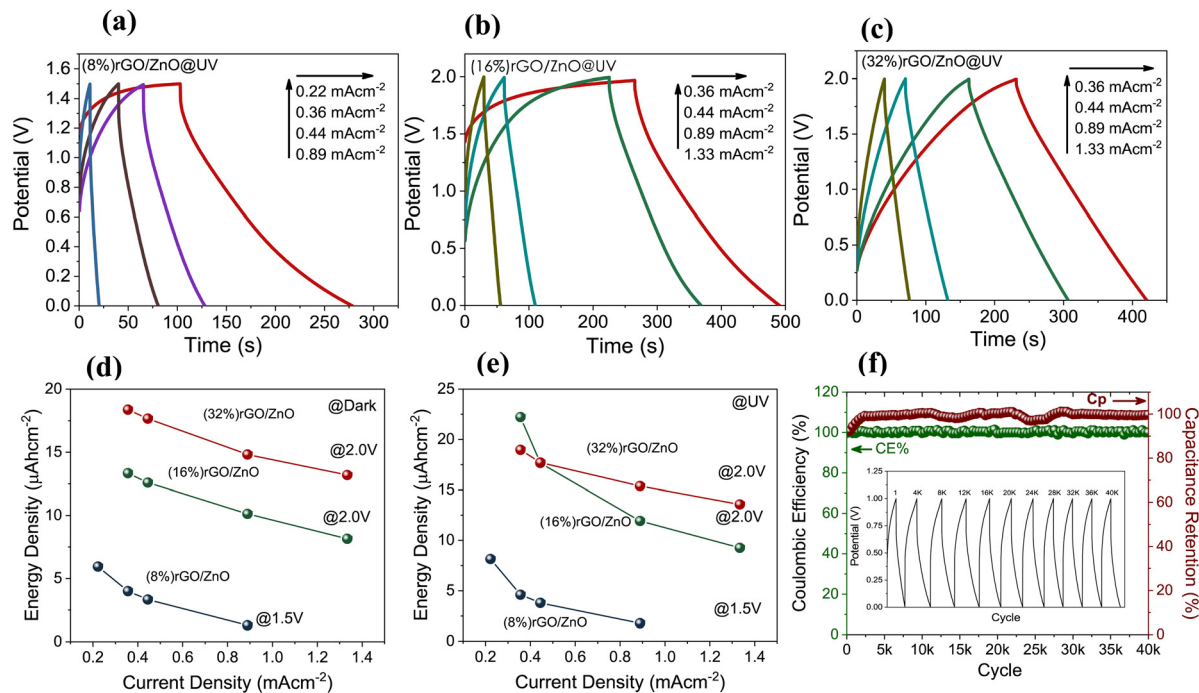 (a)
(8%)rGO/ZnO@UV
0.22 mAcm-2
0.36 mAcm-2
0.44 mAcm-2
0.89 mAcm-2
1.6
1.4
1.2
1.0
0.8
0.6
0.4
0.2
0.0
Potential (V)
0 50 100 150 200 250 300
Time (s)
(b)
(16%)rGO/ZnO@UV
0.36 mAcm-2
0.44 mAcm-2
0.89 mAcm-2
1.33 mAcm-2
2.0
1.5
1.0
0.5
0.0
Potential (V)
0 100 200 300 400 500
Time (s)
(c)
(32%)rGO/ZnO@UV
0.36 mAcm-2
0.44 mAcm-2
0.89 mAcm-2
1.33 mAcm-2
2.0
1.5
2.0
0.5
0.0
Potential (V)
0 100 200 300 400
Time (s)
(d)
@Dark
(32%)rGO/ZnO
@2.0V
(16%)rGO/ZnO
@2.0V
(8%)rGO/ZnO
@1.5V
20
18
16
14
12
10
8
6
4
2
0
Energy Density (µAhcm-2)
0.2 0.4 0.6 0.8 1.0 1.2 1.4
Current Density (mAcm-2)
(e)
@UV
(32%)rGO/ZnO
@2.0V
(16%)rGO/ZnO
@2.0V
(8%)rGO/ZnO
@1.5V
25
20
15
10
5
0
Energy Density (µAhcm-2)
0.2 0.4 0.6 0.8 1.0 1.2 1.4
Current Density (mAcm-2)
(f)
Cp
CE%
120
100
80
60
40
20
0
Coulombic Efficiency (%)
100
80
60
40
20
0
Capacitance Retention (%)
1.25
1.00
0.75
0.50
0.25
0.00
Potential (V)
1 4K 8K 12K 16K 20K 24K 28K 32K 36K 40K
Cycle
0 5k 10k 15k 20k 25k 30k 35k 40k
Cycle